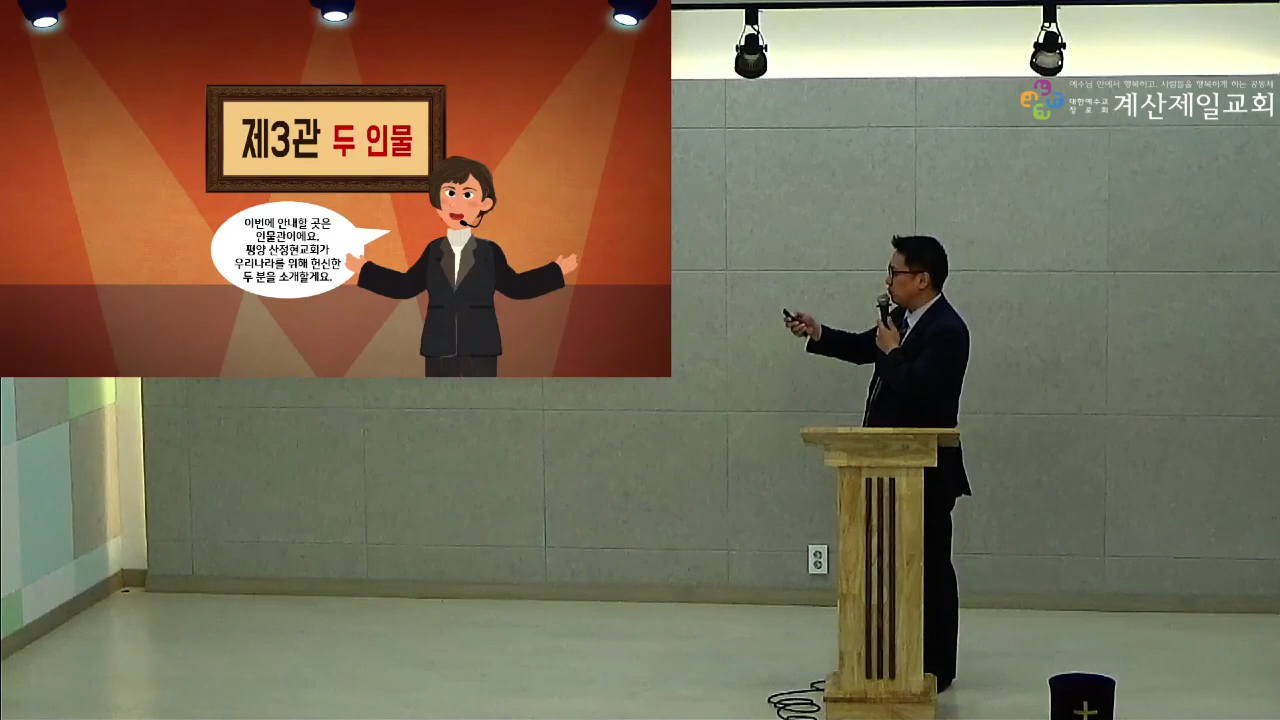 제3관 두 인물
이번에 안내할 곳은
인물관이에요.
평양 산정현교회가
우리나라를 위해 헌신한
두 분을 소개할게요.
예수님 안에서 행복하고, 사람들을 행복하게 하는 공동체
대한예수교
장로회
계산제일교회